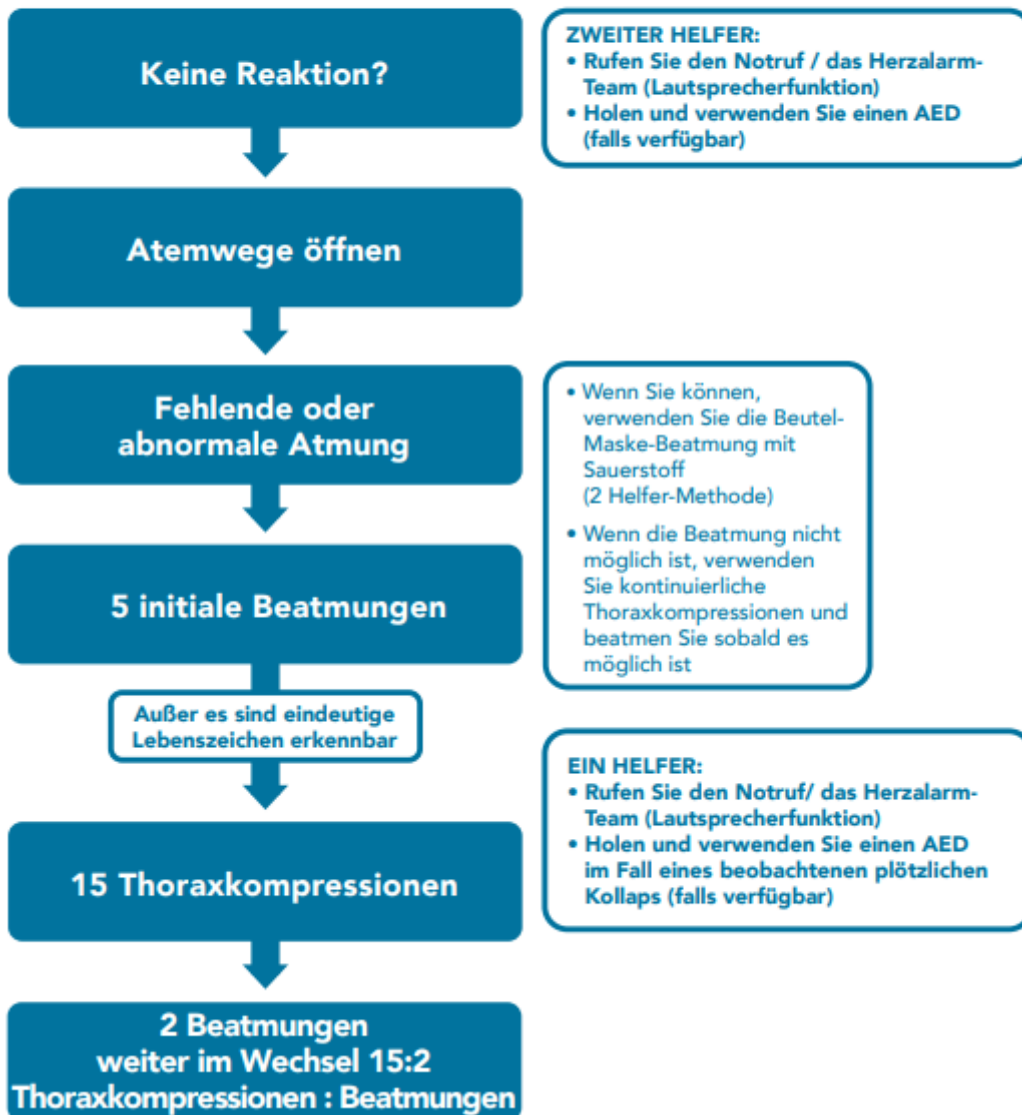 Keine Reaktion?
ZWEITER HELFER:
• Rufen Sie den Notruf / das Herzalarm-
Team (Lautsprecherfunktion)
• Holen und verwenden Sie einen AED
(falls verfügbar)
Atemwege öffnen
Fehlende oder
abnormale Atmung
• Wenn Sie können,
verwenden Sie die Beutel-
Maske-Beatmung mit
Sauerstoff
(2 Helfer-Methode)
• Wenn die Beatmung nicht
möglich ist, verwenden
Sie kontinuierliche
Thoraxkompressionen und
beatmen Sie sobald es
möglich ist
5 initiale Beatmungen
Außer es sind eindeutige
Lebenszeichen erkennbar
EIN HELFER:
• Rufen Sie den Notruf/ das Herzalarm-
Team (Lautsprecherfunktion)
• Holen und verwenden Sie einen AED
im Fall eines beobachtenen plötzlichen
Kollaps (falls verfügbar)
15 Thoraxkompressionen
2 Beatmungen
weiter im Wechsel 15:2
Thoraxkompressionen : Beatmungen